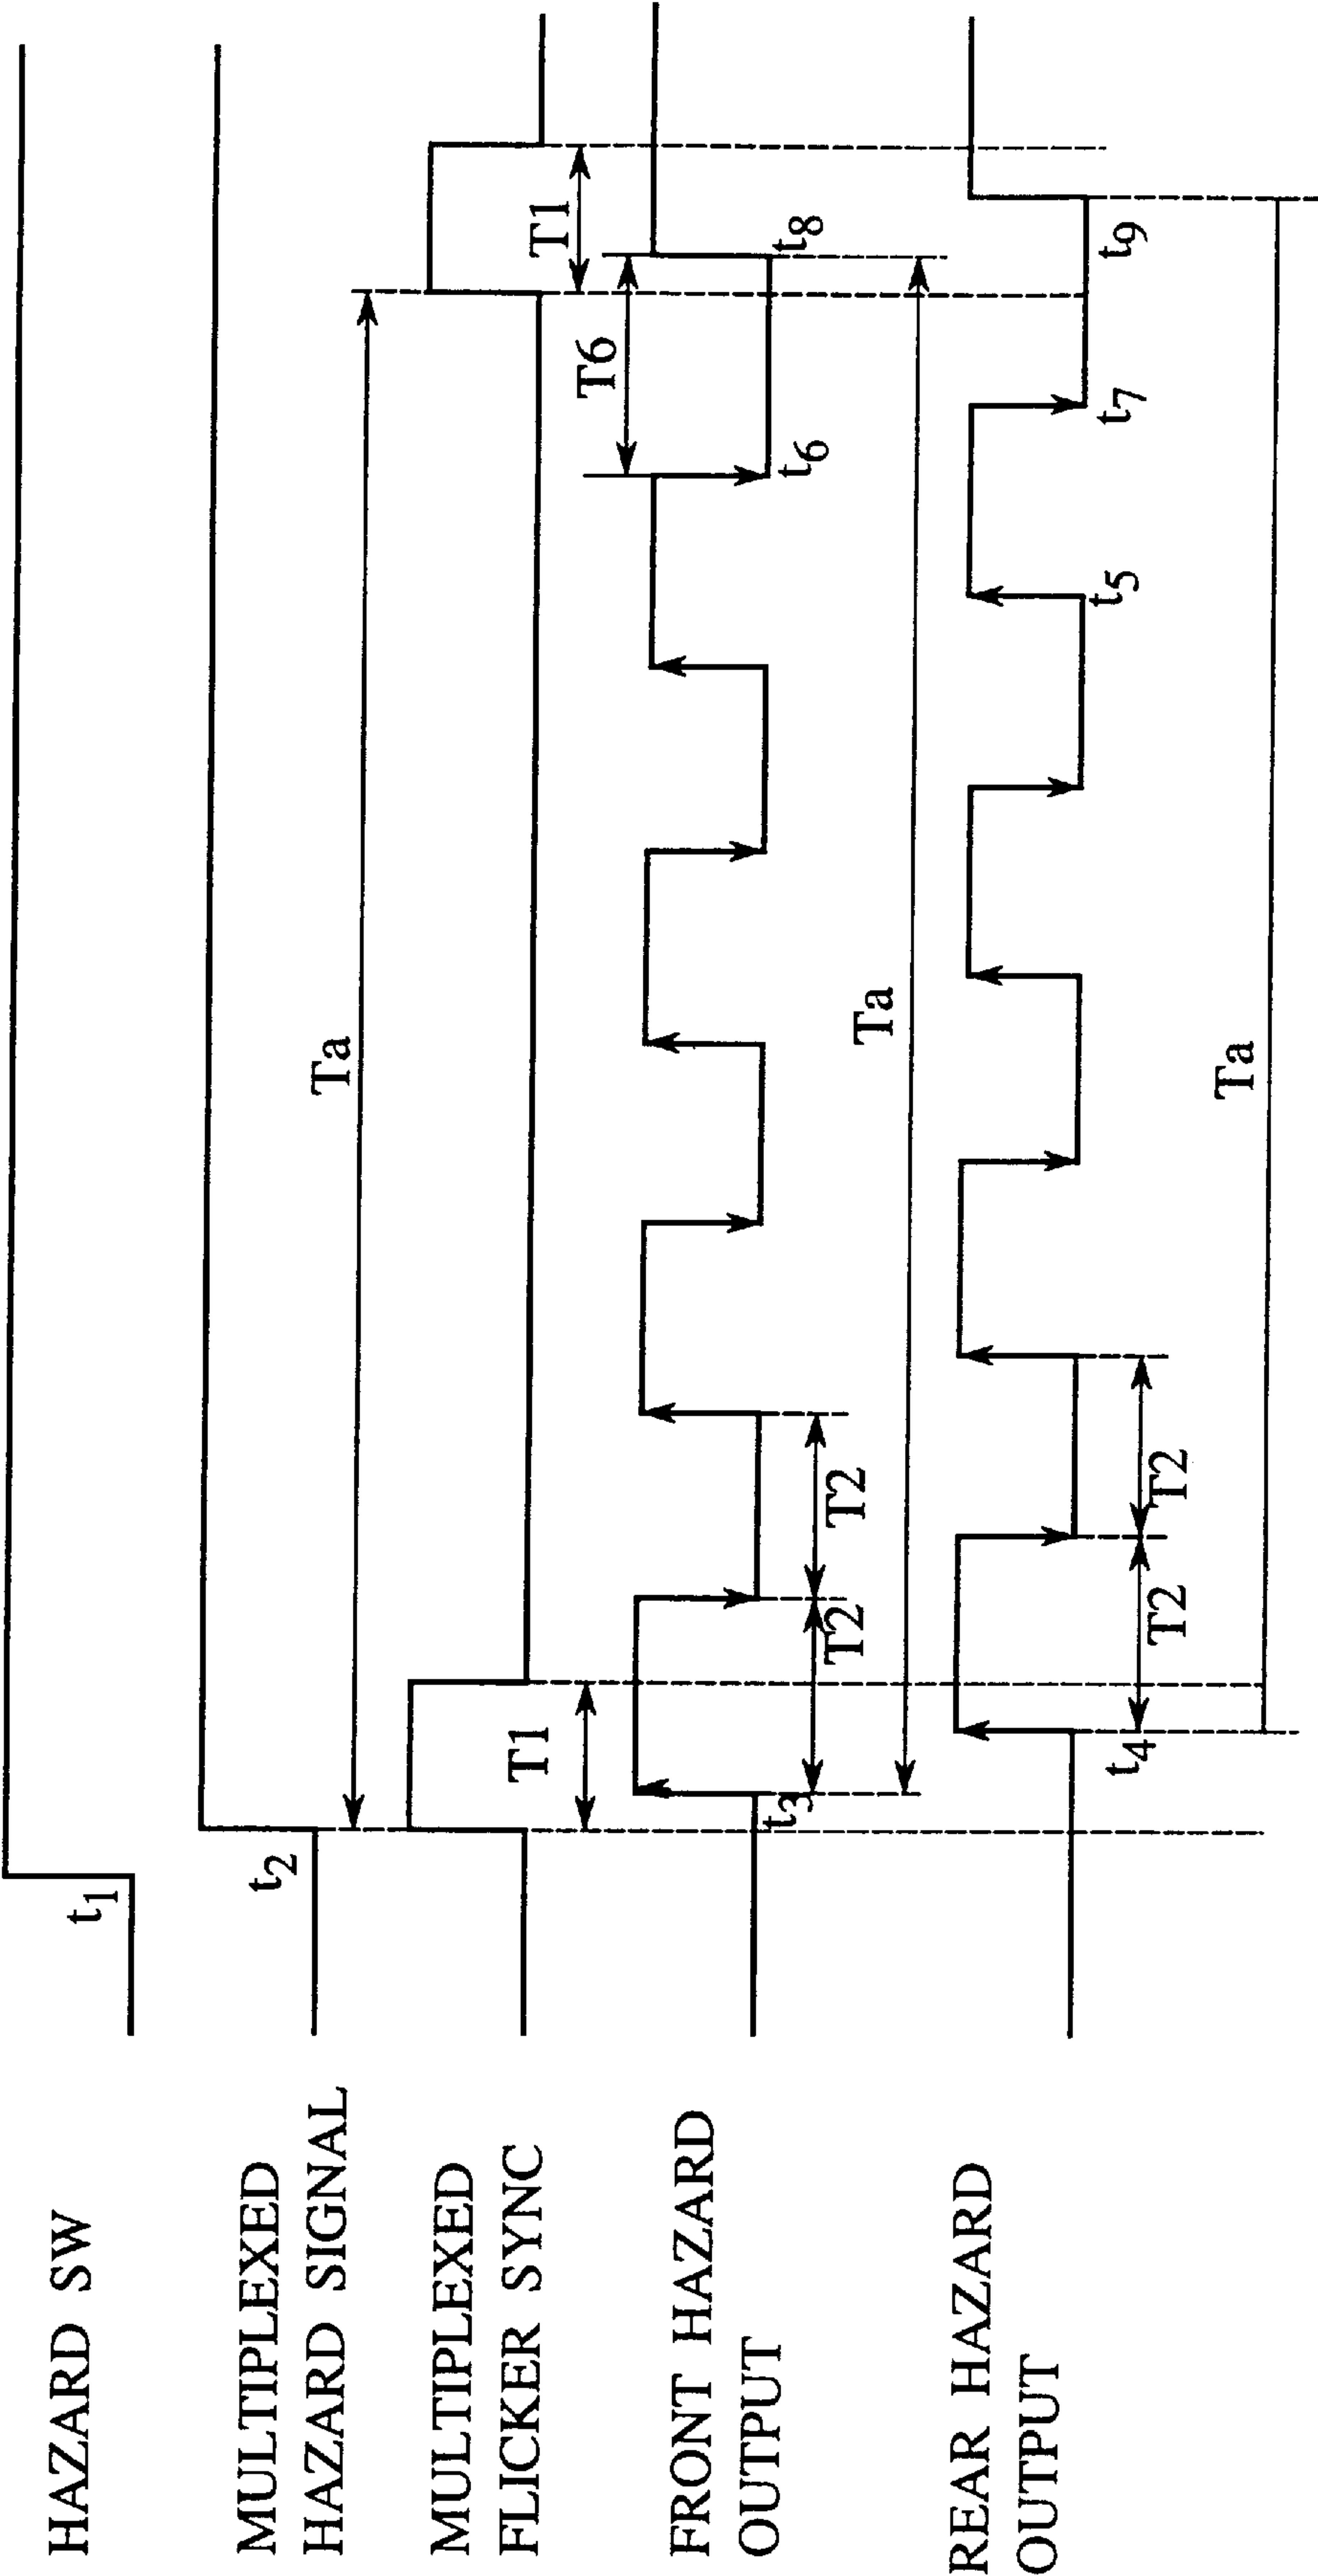 HAZARD SW
t1
MULTIPLEXED
HAZARD SIGNAL
t2
Ta
MULTIPLEXED
FLICKER SYNC
T1
T1
FRONT HAZARD
OUTPUT
t3
T2
T2
T6
t6
t8
Ta
REAR HAZARD
OUTPUT
t4
T2
T2
t5
t7
t9
Ta